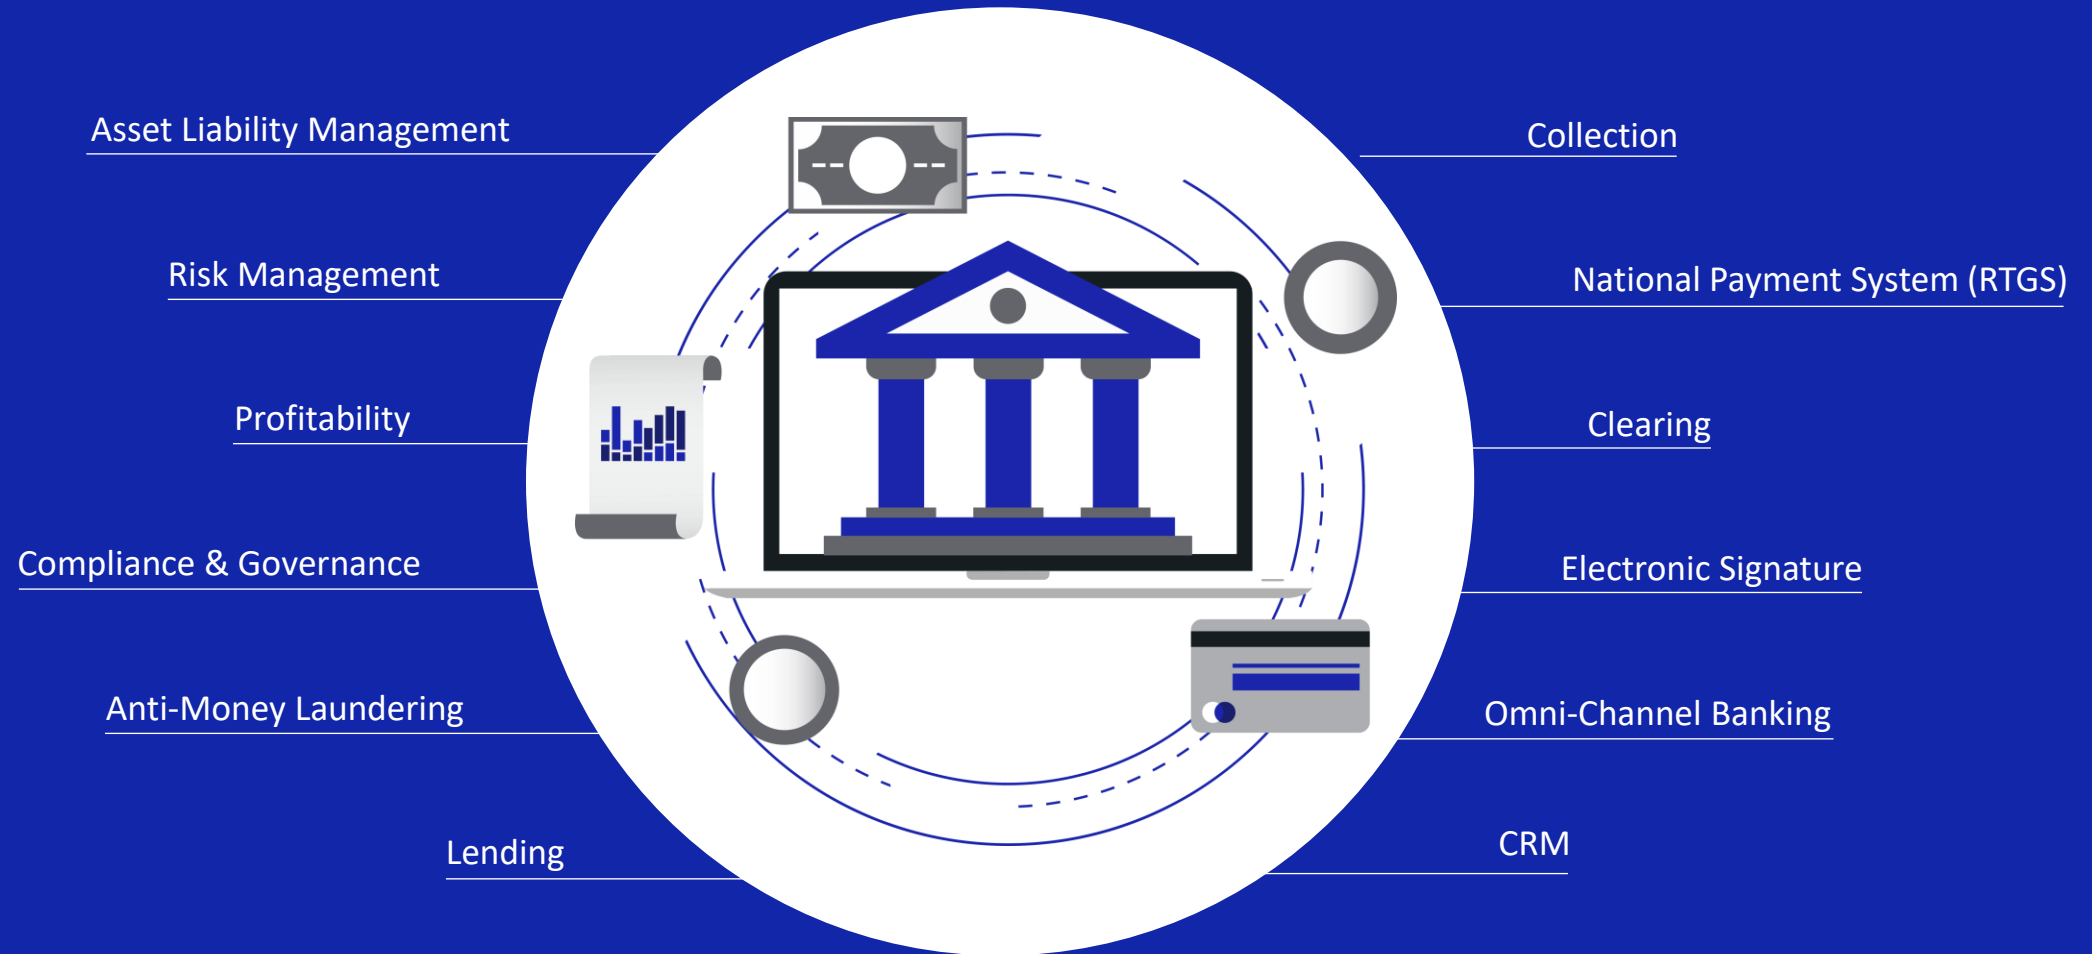 Asset Liability Management
Risk Management
Profitability
Compliance & Governance
Anti-Money Laundering
Lending
Collection
National Payment System (RTGS)
Clearing
Electronic Signature
Omni-Channel Banking
CRM